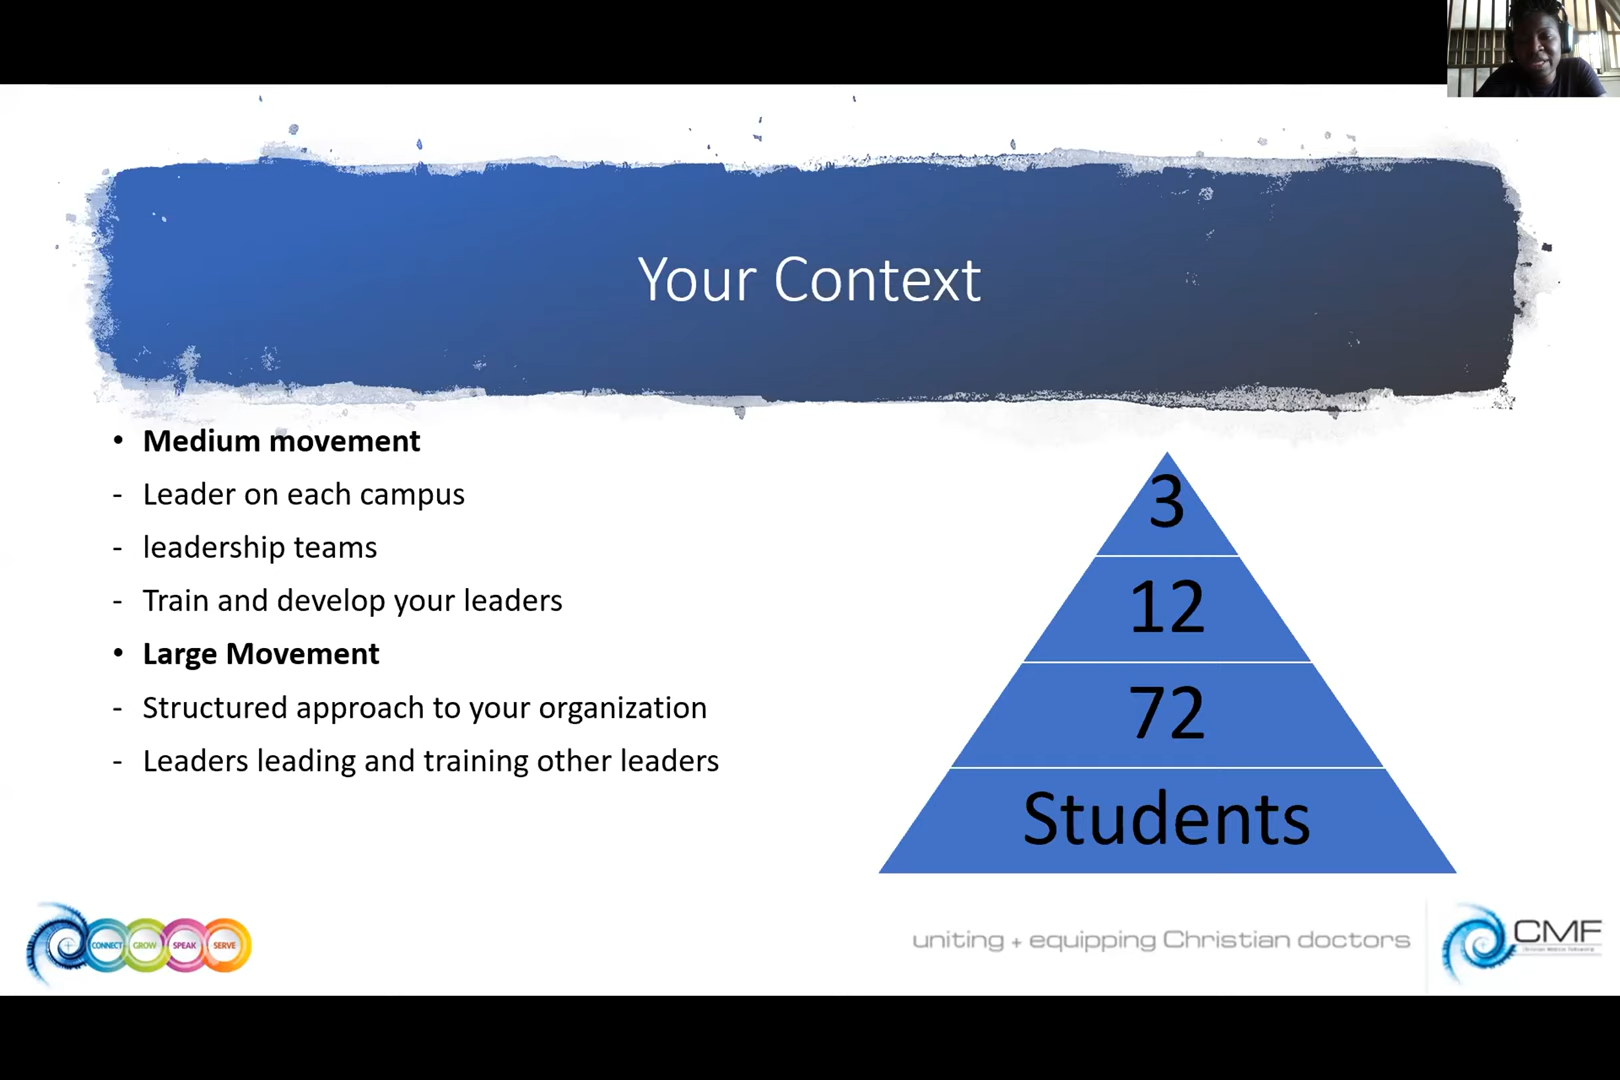 Your Context
• Medium movement
- Leader on each campus
- leadership teams
- Train and develop your leaders
• Large Movement
- Structured approach to your organization
- Leaders leading and training other leaders
3
12
72
Students
CONNECT GROW SPEAK SERVE
uniting + equipping Christian doctors
CMF
Christian Medical Fellowship